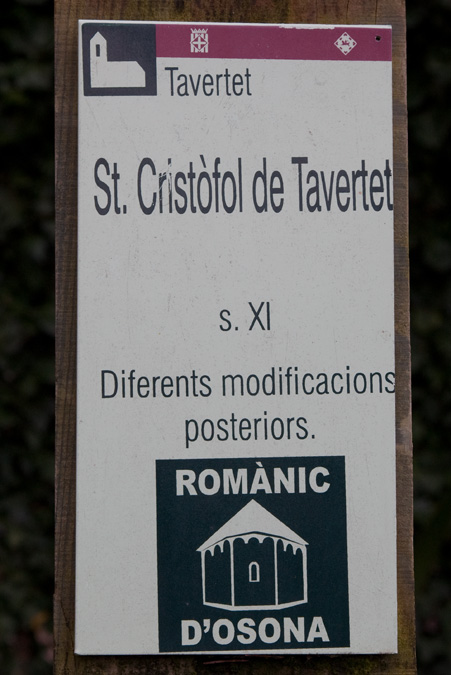 Tavertet
St. Cristòfol de Tavertet
s. XI
Diferents modificacions
posteriors.
ROMÀNIC
D'OSONA